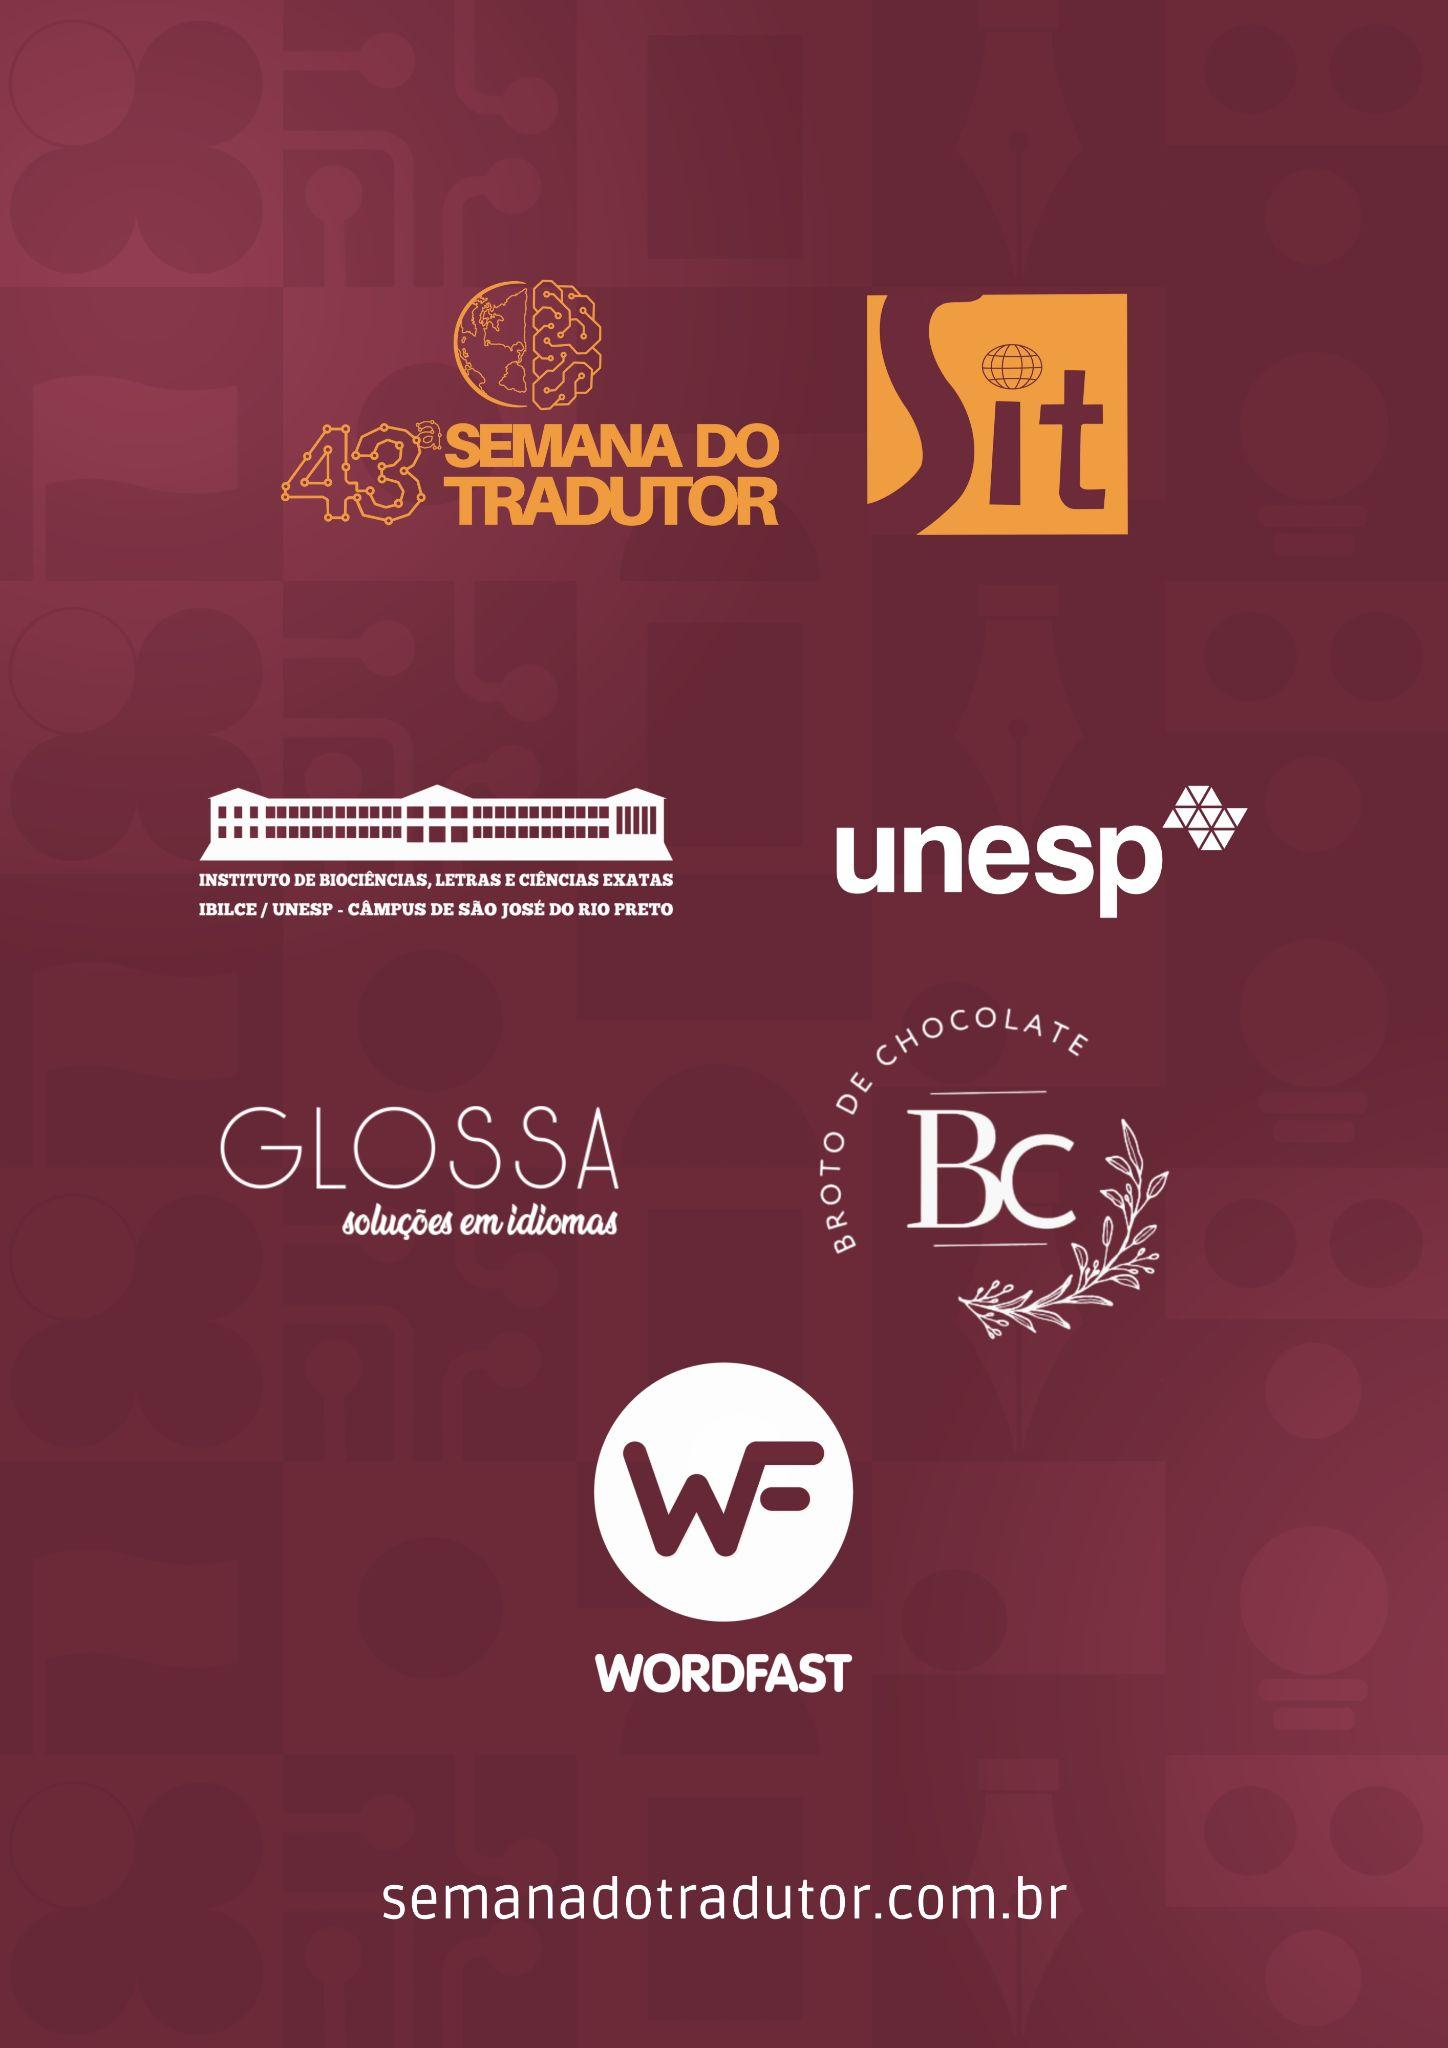 43ª SEMANA DO
TRADUTOR
Sit
INSTITUTO DE BIOCIÊNCIAS, LETRAS E CIÊNCIAS EXATAS
IBILCE / UNESP - CÂMPUS DE SÃO JOSÉ DO RIO PRETO
unesp
GLOSSA
soluções em idiomas
BROTO DE CHOCOLATE
BC
WF
WORDFAST
semanadotradutor.com.br